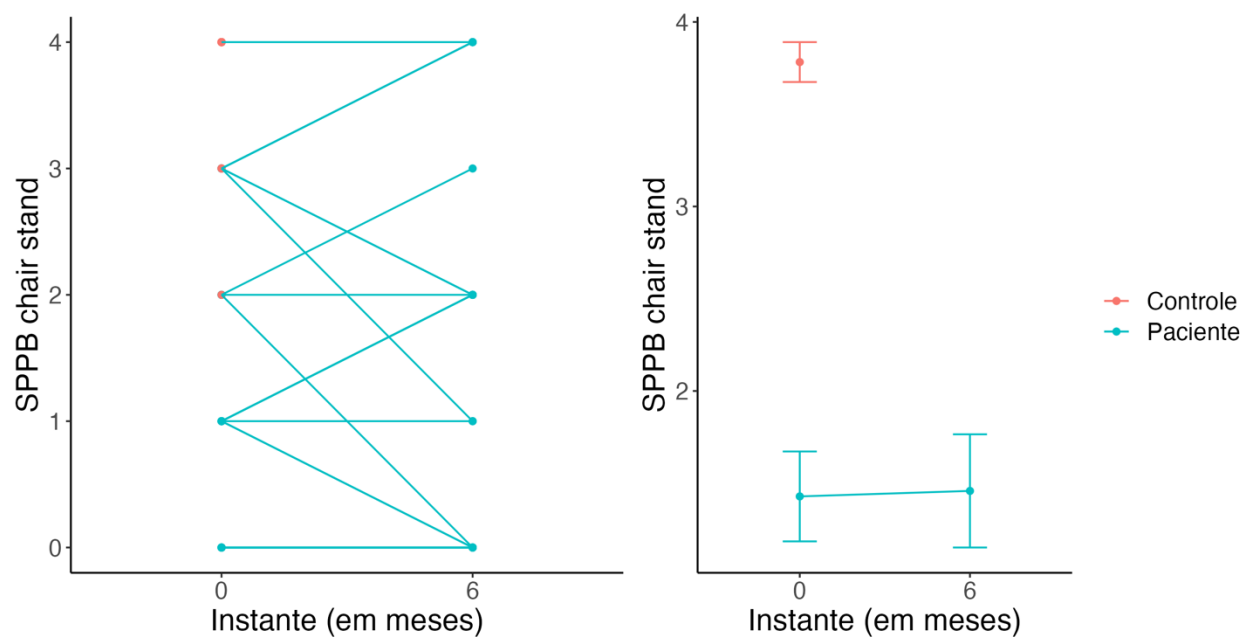 SPPB chair stand
4
3
2
1
0
0
6
Instante (em meses)
SPPB chair stand
4
3
2
0
6
Instante (em meses)
Controle
Paciente